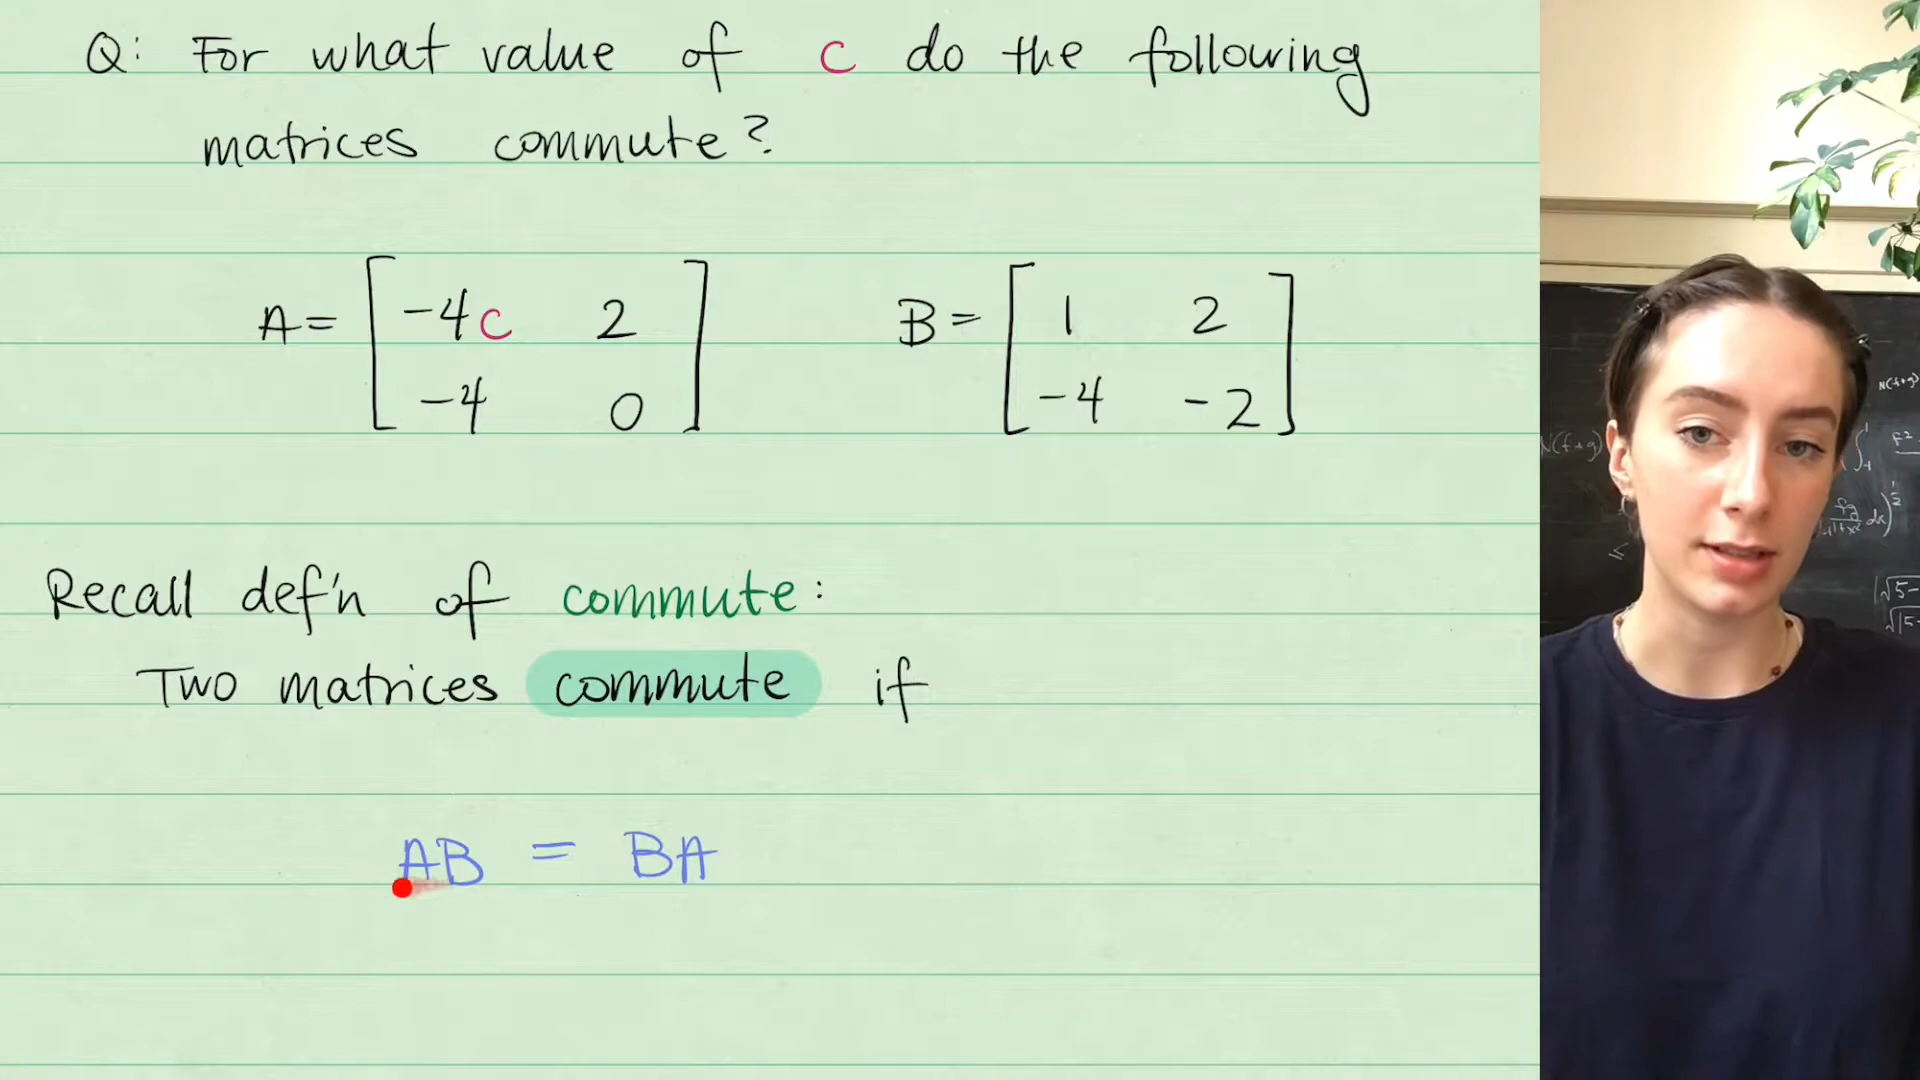 Q: For what value of c do the following
matrices commute?
A = [ -4c 2
-4 0 ]
B = [ 1 2
-4 -2 ]
Recall def'n of commute:
Two matrices commute if
AB = BA
N(f+g)
N(f+g)